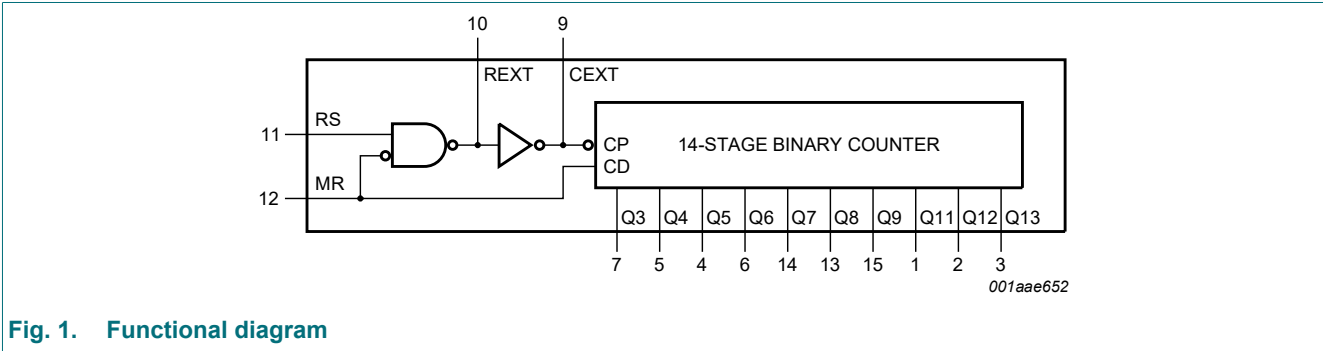 10 9
REXT CEXT
RS
11
CP 14-STAGE BINARY COUNTER
CD
MR
12
Q3 Q4 Q5 Q6 Q7 Q8 Q9 Q11 Q12 Q13
7 5 4 6 14 13 15 1 2 3
001aae652
Fig. 1. Functional diagram